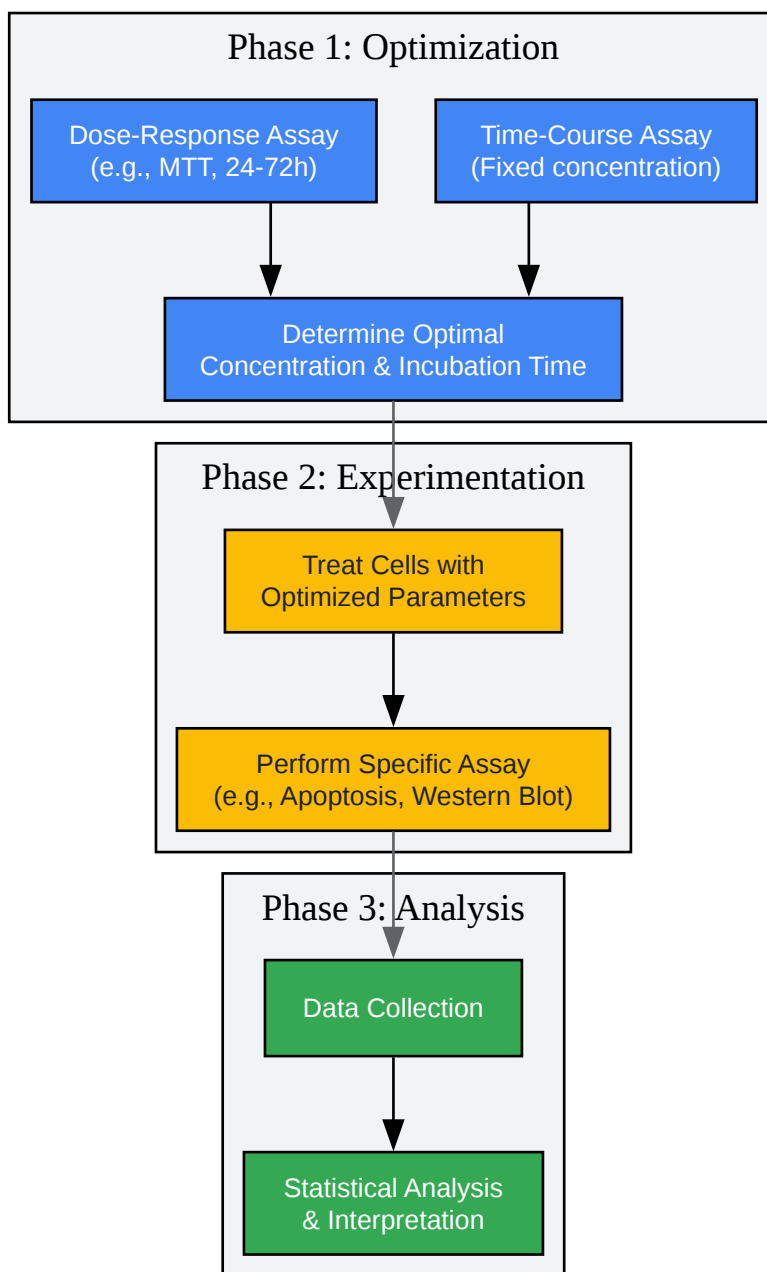 Phase 1: Optimization
Dose-Response Assay
(e.g., MTT, 24-72h)
Time-Course Assay
(Fixed concentration)
Determine Optimal
Concentration & Incubation Time
Phase 2: Experimentation
Treat Cells with
Optimized Parameters
Perform Specific Assay
(e.g., Apoptosis, Western Blot)
Phase 3: Analysis
Data Collection
Statistical Analysis
& Interpretation